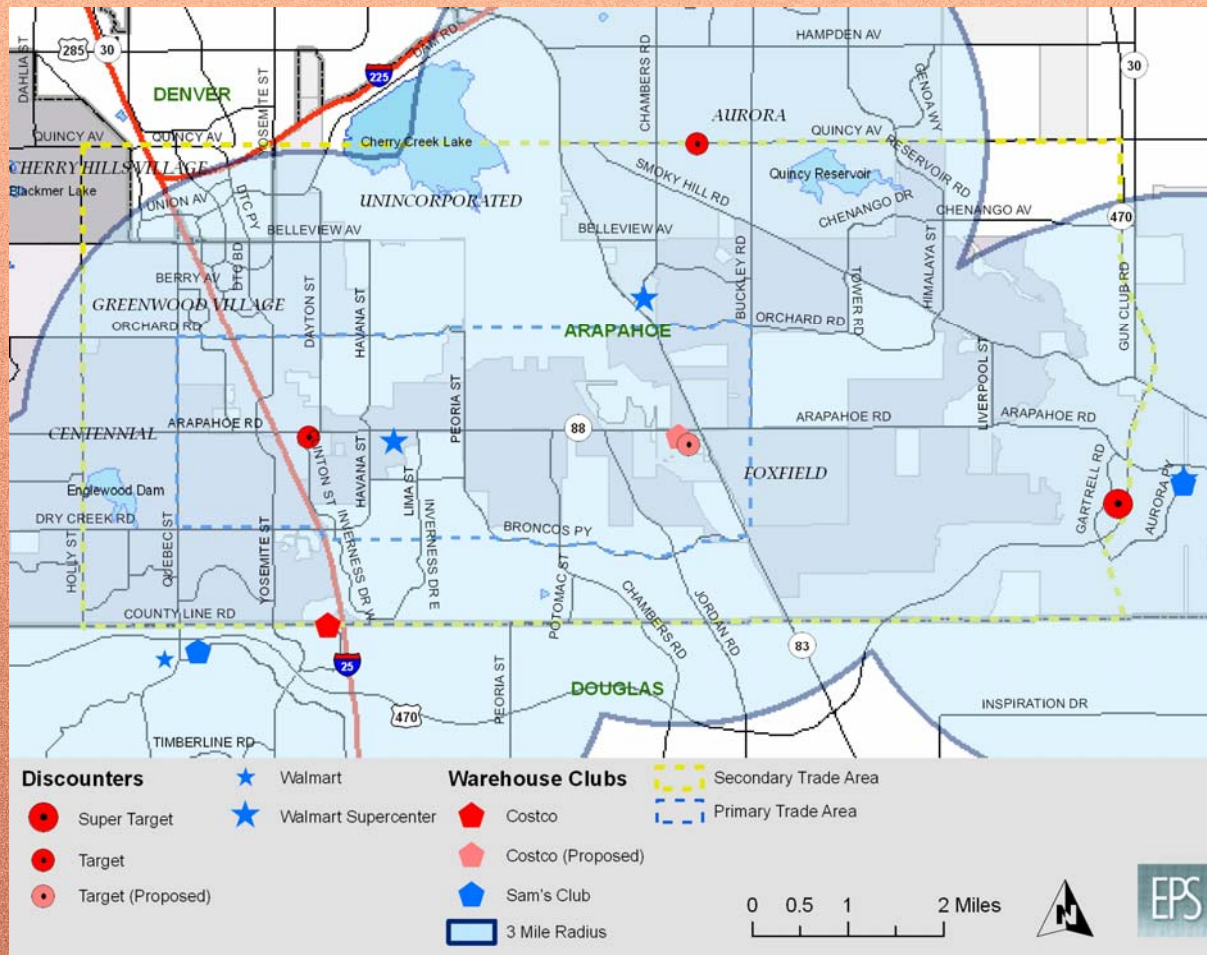 HAMPDEN AV
DAHLIA ST
285
30
DAM RD
CHAMBERS RD
GENOA WY
30
225
DENVER
YOSEMITE ST
AURORA
QUINCY AV
QUINCY AV
Cherry Creek Lake
QUINCY AV
CHERRY HILLS VILLAGE
SMOKY HILL RD
RESERVOIR RD
Blackmer Lake
Quincy Reservoir
UNION AV
DTC PY
UNINCORPORATED
CHENANGO DR
CHENANGO AV
470
BELLEVIEW AV
BELLEVIEW AV
BERRY AV
DTC BD
BUCKLEY RD
TOWER RD
HIMALAYA ST
GUN CLUB RD
GREENWOOD VILLAGE
DAYTON ST
HAVANA ST
ORCHARD RD
ARAPAHOE
ORCHARD RD
PEORIA ST
LIVERPOOL ST
ARAPAHOE RD
ARAPAHOE RD
ARAPAHOE RD
CENTENNIAL
88
INTON ST
HAVANA ST
LIMA ST
FOXFIELD
Englewood Dam
GARTRELL RD
AURORA PY
DRY CREEK RD
INVERNESS DR W
INVERNESS DR E
BRONCOS PY
HOLLY ST
QUEBEC ST
YOSEMITE ST
POTOMAC ST
CHAMBERS RD
JORDAN RD
COUNTY LINE RD
83
25
PEORIA ST
DOUGLAS
470
INSPIRATION DR
TIMBERLINE RD
Discounters
Super Target
Target
Target (Proposed)
Walmart
Walmart Supercenter
Warehouse Clubs
Costco
Costco (Proposed)
Sam's Club
3 Mile Radius
Secondary Trade Area
Primary Trade Area
0 0.5 1 2 Miles
N
EPS